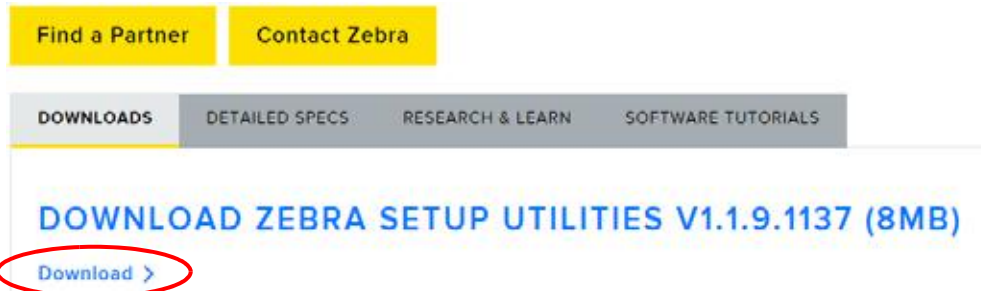 Find a Partner Contact Zebra
DOWNLOADS DETAILED SPECS RESEARCH & LEARN SOFTWARE TUTORIALS
DOWNLOAD ZEBRA SETUP UTILITIES V1.1.9.1137 (8MB)
Download >